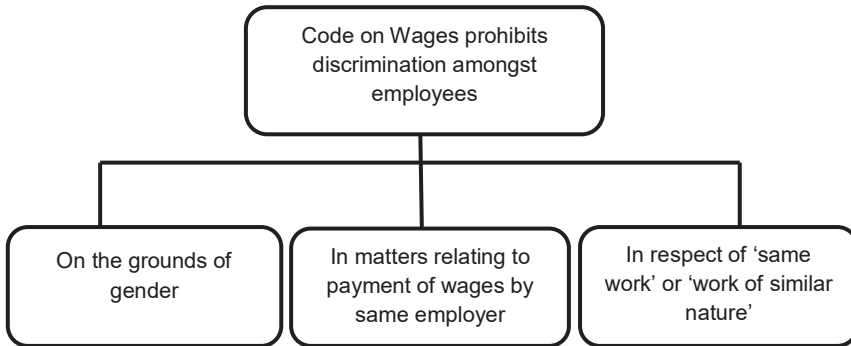 Code on Wages prohibits
discrimination amongst
employees
On the grounds of
gender
In matters relating to
payment of wages by
same employer
In respect of ‘same
work’ or ‘work of similar
nature’